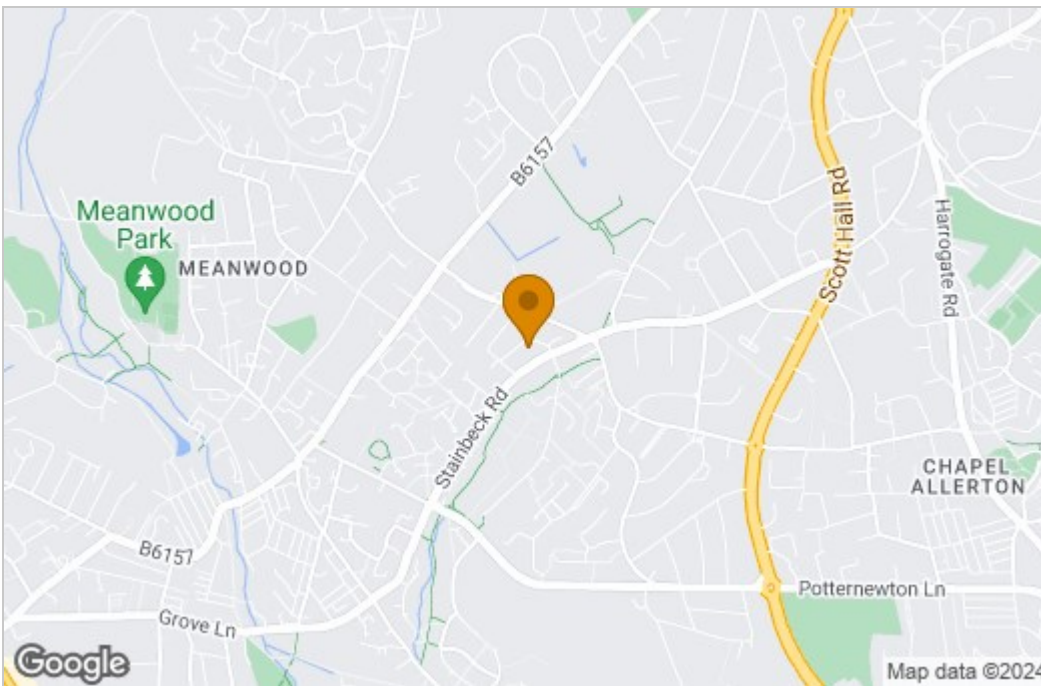 B6157
Scott Hall Rd
Harrogate Rd
Meanwood
Park
MEANWOOD
Stainbeck Rd
CHAPEL
ALLERTON
B6157
Potternewton Ln
Grove Ln
Google
Map data ©2024